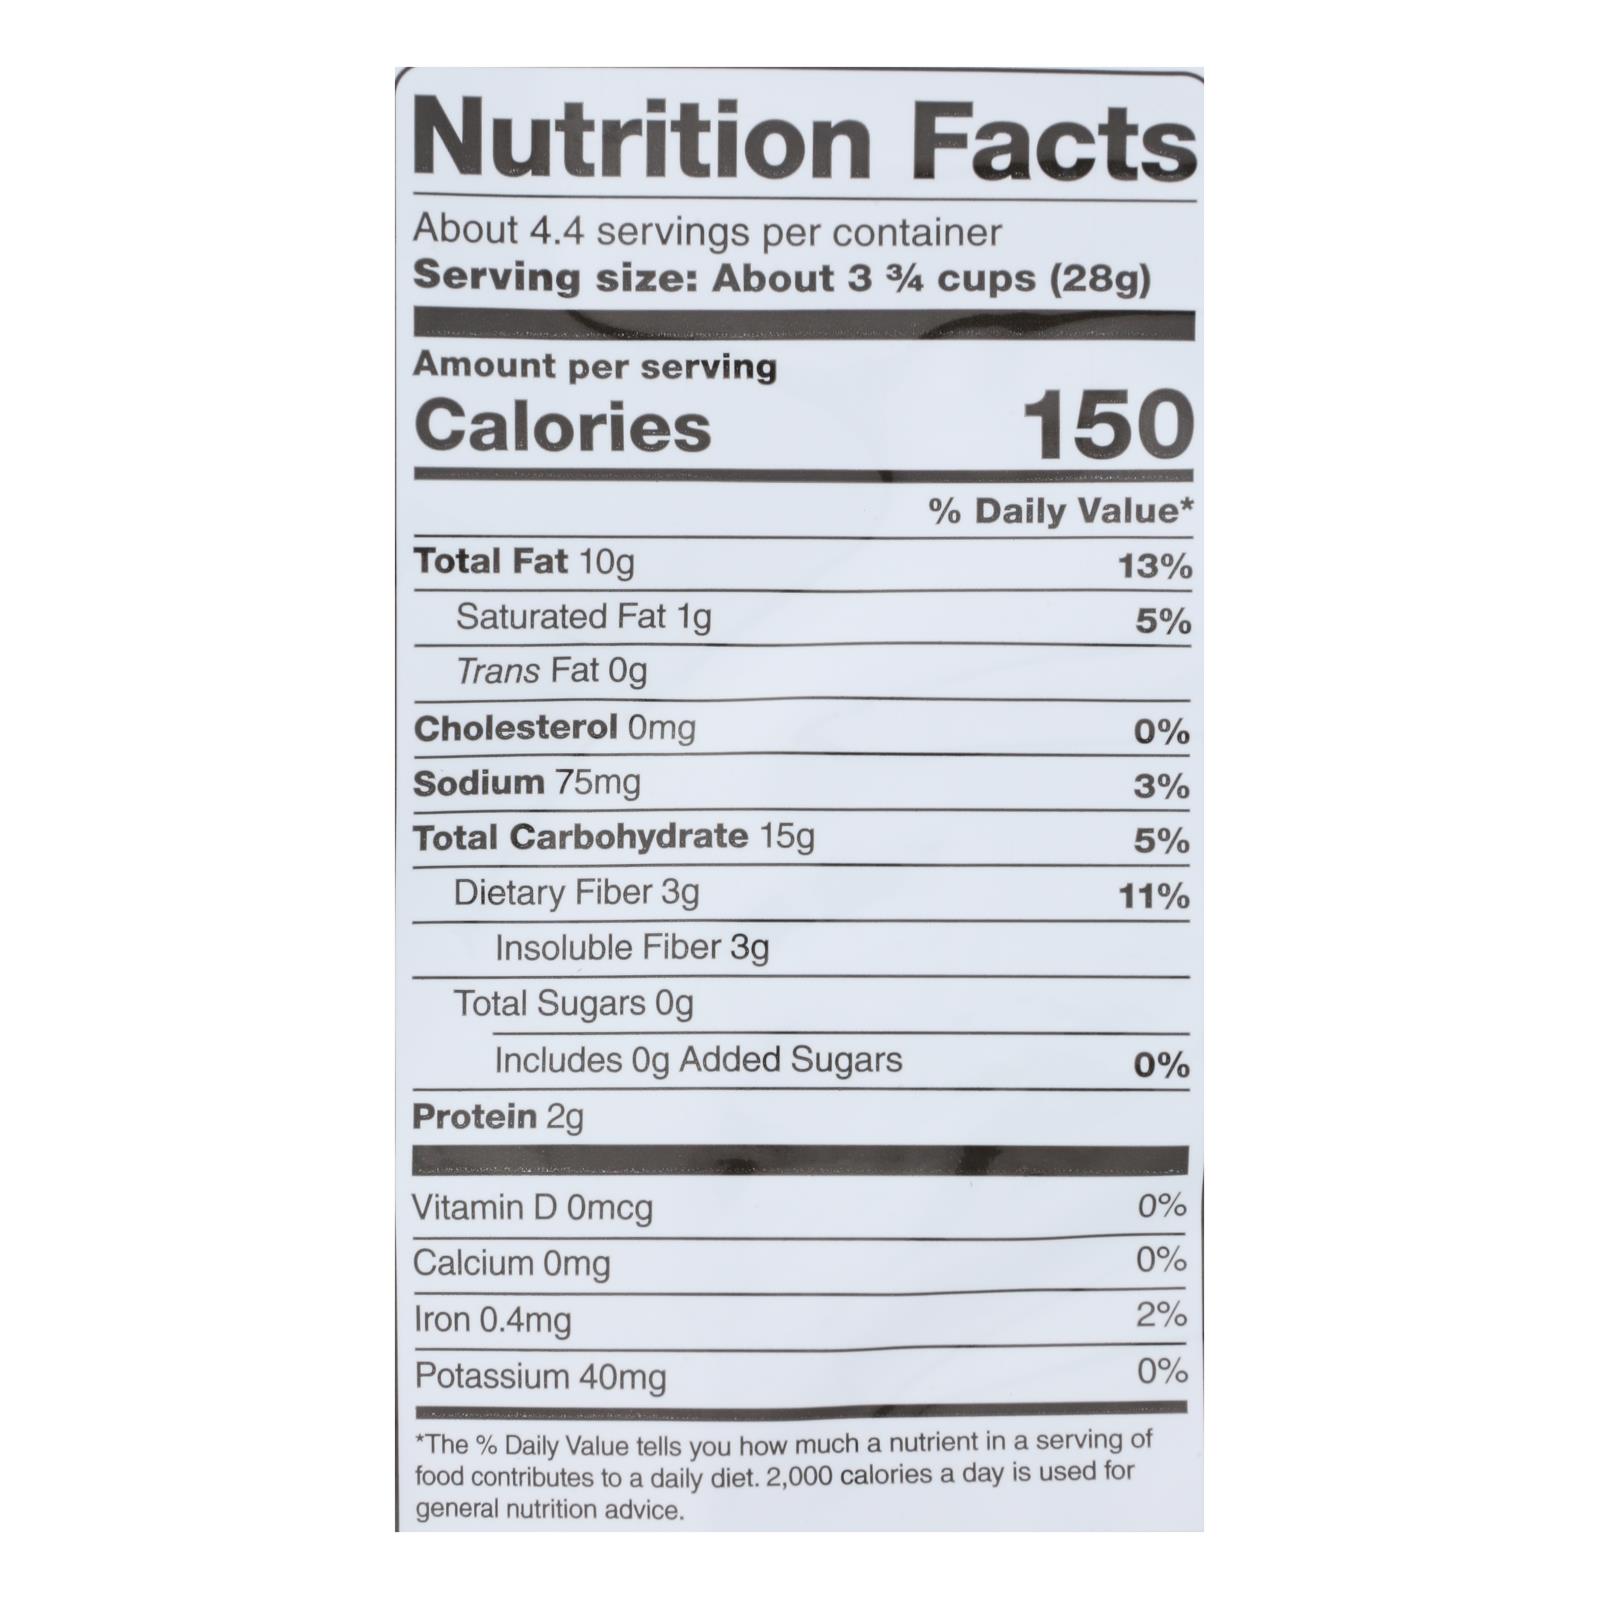 Nutrition Facts
About 4.4 servings per container
Serving size: About 3 ¾ cups (28g)
Amount per serving
Calories 150
% Daily Value*
Total Fat 10g 13%
Saturated Fat 1g 5%
Trans Fat 0g
Cholesterol 0mg 0%
Sodium 75mg 3%
Total Carbohydrate 15g 5%
Dietary Fiber 3g 11%
Insoluble Fiber 3g
Total Sugars 0g
Includes 0g Added Sugars 0%
Protein 2g
Vitamin D 0mcg 0%
Calcium 0mg 0%
Iron 0.4mg 2%
Potassium 40mg 0%
*The % Daily Value tells you how much a nutrient in a serving of
food contributes to a daily diet. 2,000 calories a day is used for
general nutrition advice.